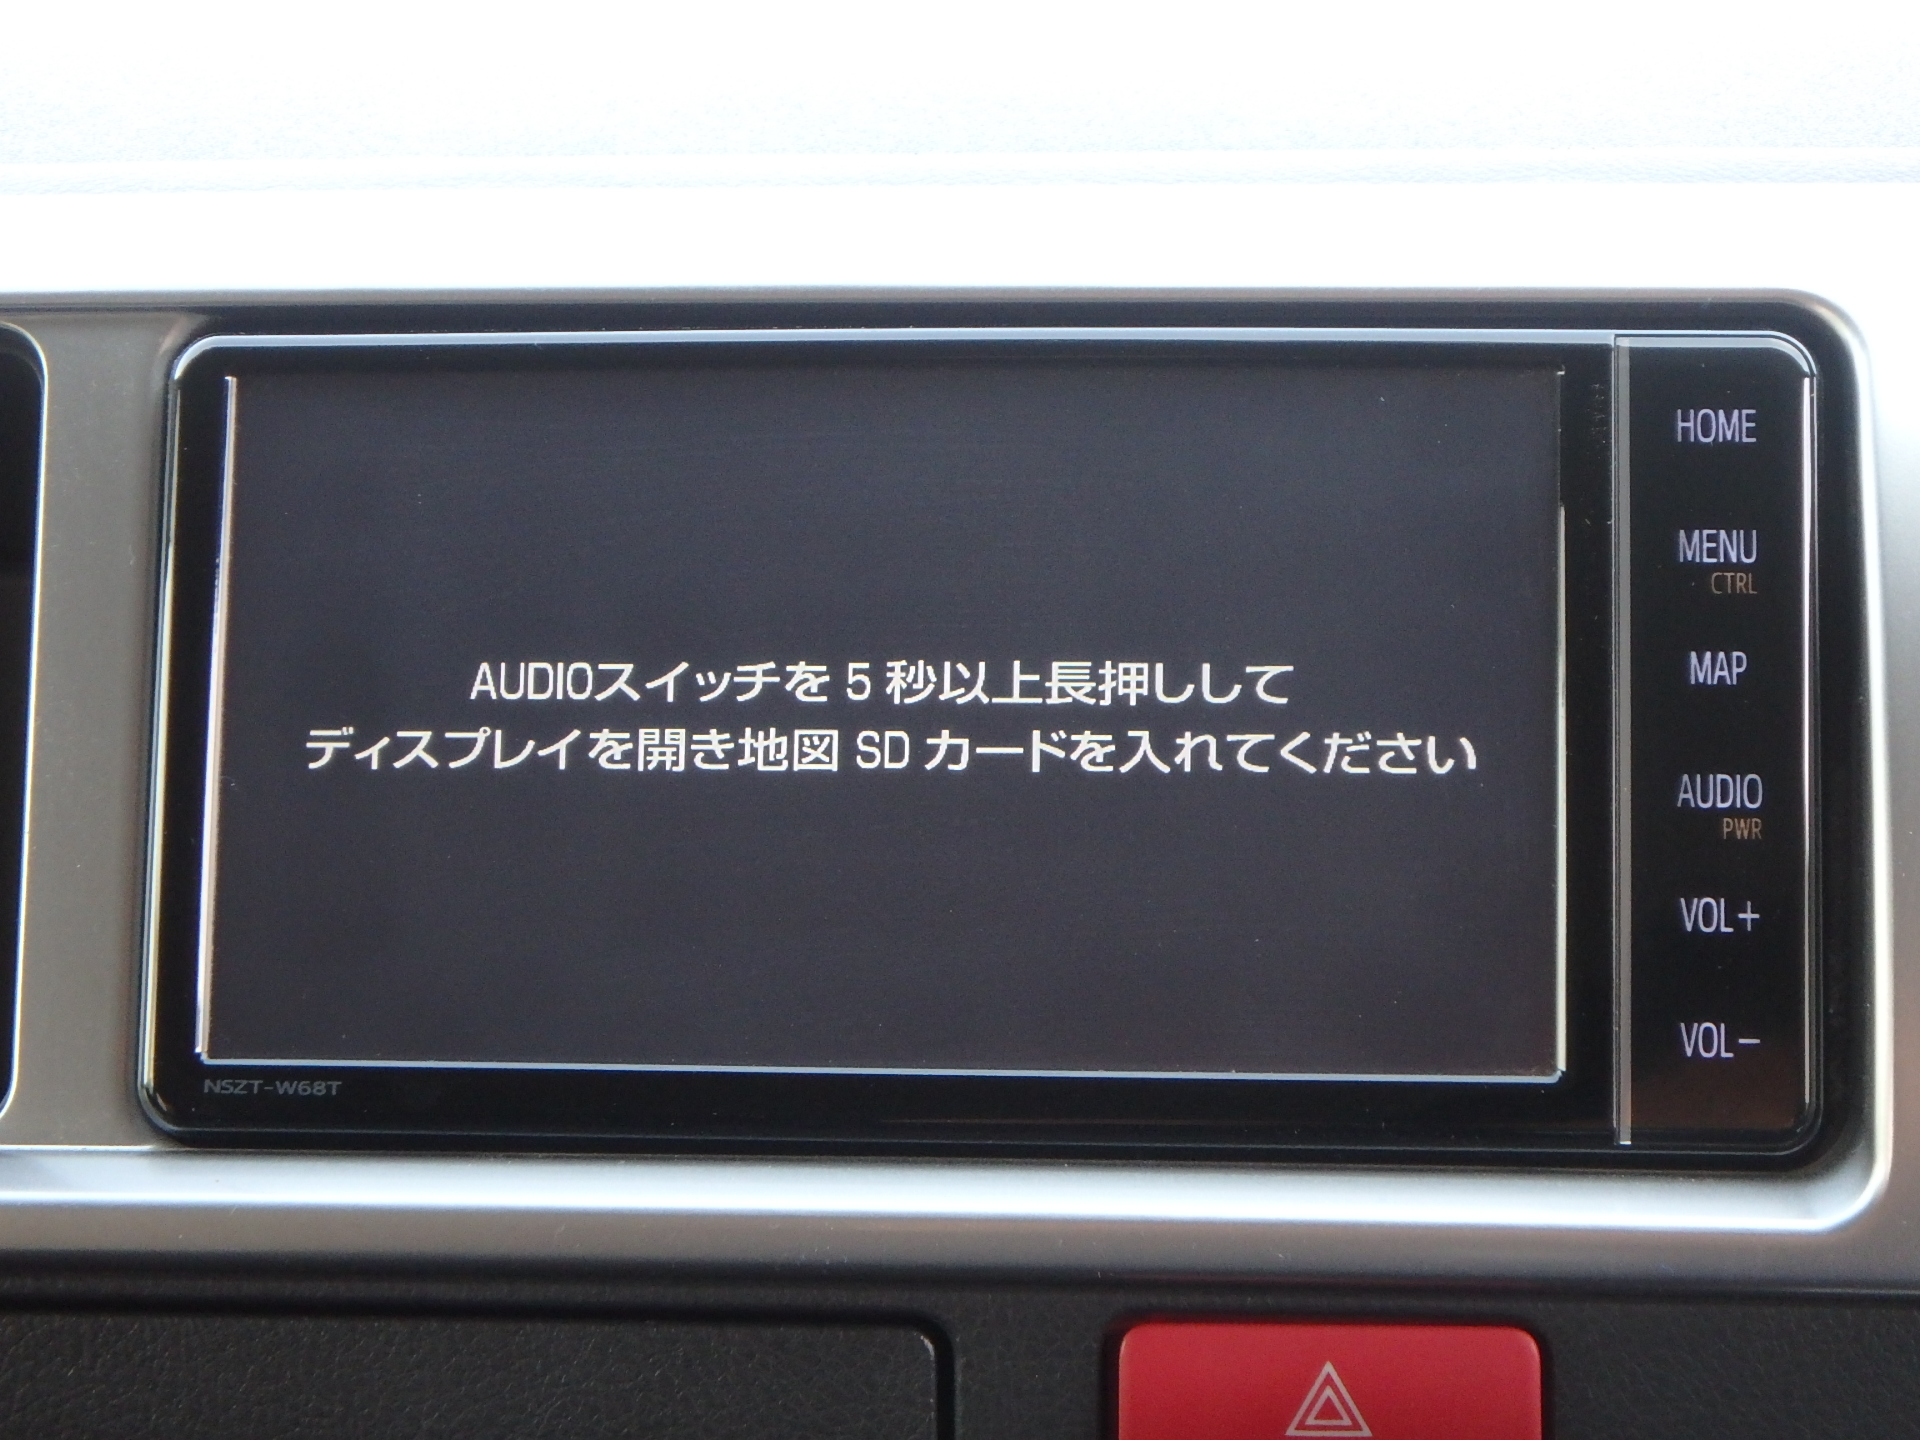 AUDIOスイッチを 5 秒以上長押しして
ディスプレイを開き地図 SD カードを入れてください
HOME
MENU
CTRL
MAP
AUDIO
PWR
VOL+
VOL−
NSZT-W68T